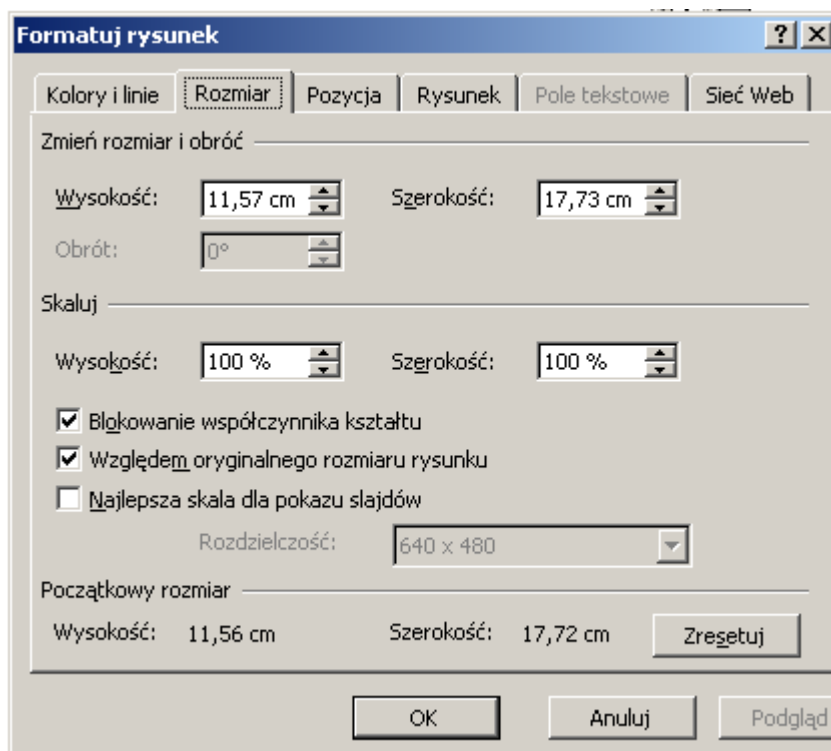 Formatuj rysunek
Kolory i linie Rozmiar Pozycja Rysunek Pole tekstowe Sieć Web
Zmień rozmiar i obróć
Wysokość: 11,57 cm Szerokość: 17,73 cm
Obrót: 0°
Skaluj
Wysokość: 100 % Szerokość: 100 %
Blokowanie współczynnika kształtu
Względem oryginalnego rozmiaru rysunku
Najlepsza skala dla pokazu slajdów
Rozdzielczość: 640 x 480
Początkowy rozmiar
Wysokość: 11,56 cm Szerokość: 17,72 cm Zresetuj
OK Anuluj Podgląd